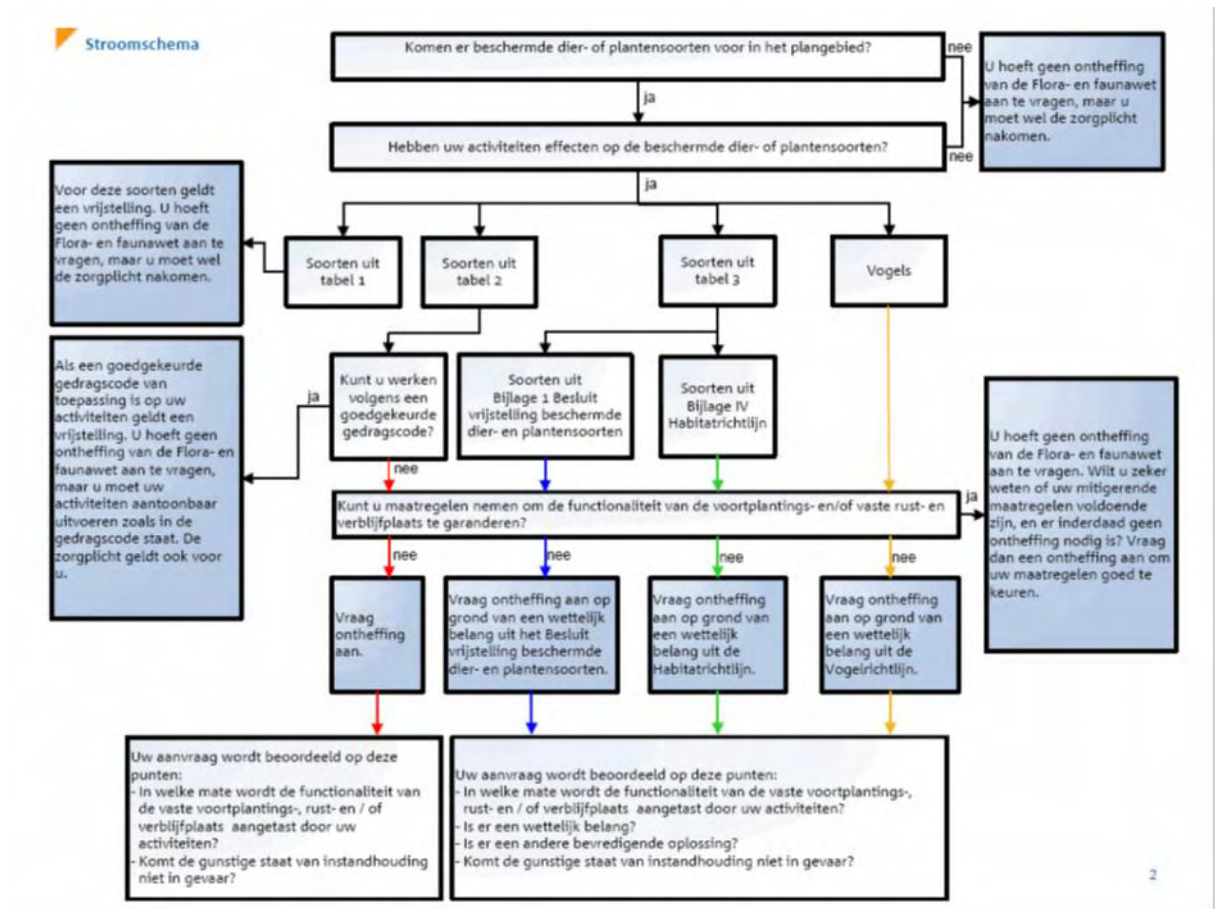 Stroomschema
Komen er beschermde dier- of plantensoorten voor in het plangebied?
nee
U hoeft geen ontheffing
van de Flora- en faunawet
aan te vragen, maar u
moet wel de zorgplicht
nakomen.
ja
Hebben uw activiteiten effecten op de beschermde dier- of plantensoorten?
nee
ja
Voor deze soorten geldt
een vrijstelling. U hoeft
geen ontheffing van de
Flora- en faunawet aan te
vragen, maar u moet wel
de zorgplicht nakomen.
Soorten uit
tabel 1
Soorten uit
tabel 2
Soorten uit
tabel 3
Vogels
Als een goedgekeurde
gedragscode van
toepassing is op uw
activiteiten geldt een
vrijstelling. U hoeft geen
ontheffing van de Flora- en
faunawet aan te vragen,
maar u moet uw
activiteiten aantoonbaar
uitvoeren zoals in de
gedragscode staat. De
zorgplicht geldt ook voor
u.
ja
Kunt u werken
volgens een
goedgekeurde
gedragscode?
Soorten uit
Bijlage 1 Besluit
vrijstelling beschermde
dier- en plantensoorten
Soorten uit
Bijlage IV
Habitatrichtlijn
nee
Kunt u maatregelen nemen om de functionaliteit van de voortplantings- en/of vaste rust- en
verblijfplaats te garanderen?
ja
U hoeft geen ontheffing
van de Flora- en faunawet
aan te vragen. Wilt u zeker
weten of uw mitigerende
maatregelen voldoende
zijn, en er inderdaad geen
ontheffing nodig is? Vraag
dan een ontheffing aan om
uw maatregelen goed te
keuren.
nee
nee
nee
nee
Vraag
ontheffing
aan.
Vraag ontheffing aan op
grond van een wettelijk
belang uit het Besluit
vrijstelling beschermde
dier- en plantensoorten.
Vraag ontheffing
aan op grond van
een wettelijk
belang uit de
Habitatrichtlijn.
Vraag ontheffing
aan op grond van
een wettelijk
belang uit de
Vogelrichtlijn.
Uw aanvraag wordt beoordeeld op deze
punten:
- In welke mate wordt de functionaliteit van
de vaste voortplantings-, rust- en / of
verblijfplaats aangetast door uw
activiteiten?
- Komt de gunstige staat van instandhouding
niet in gevaar?
Uw aanvraag wordt beoordeeld op deze punten:
- In welke mate wordt de functionaliteit van de vaste voortplantings-,
rust- en / of verblijfplaats aangetast door uw activiteiten?
- Is er een wettelijk belang?
- Is er een andere bevredigende oplossing?
- Komt de gunstige staat van instandhouding niet in gevaar?
2